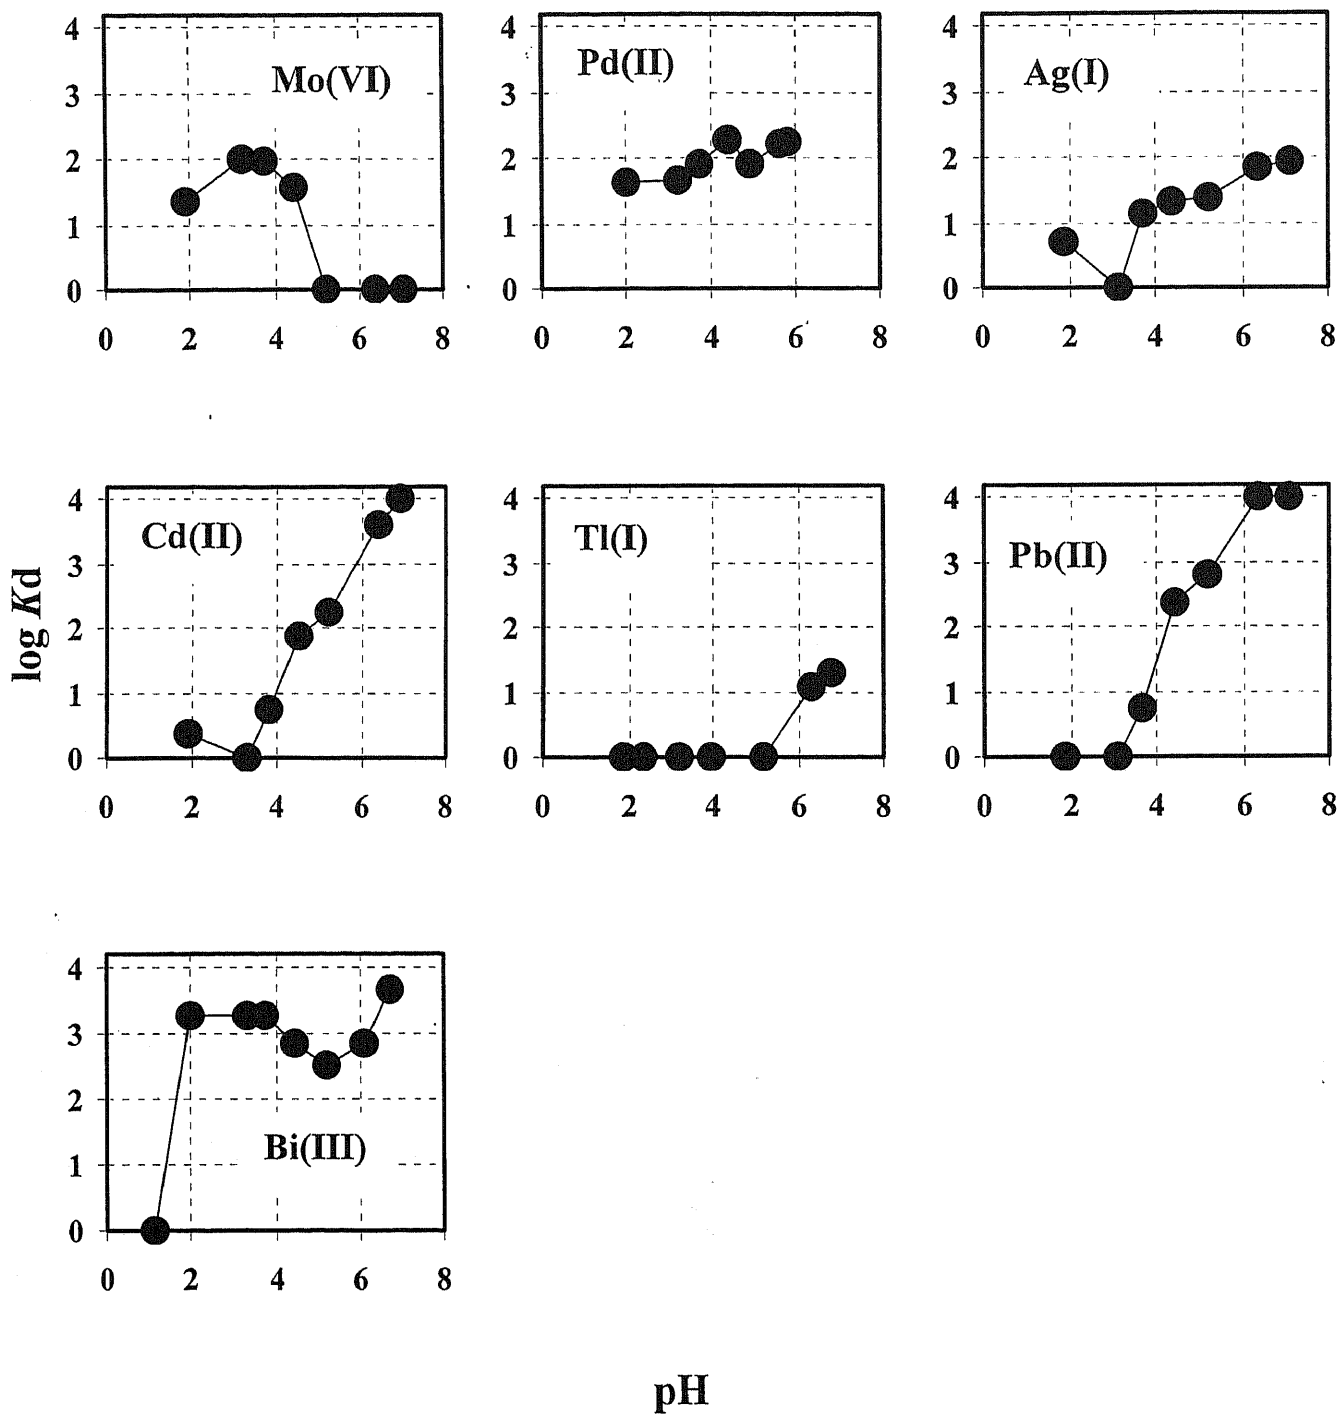 4 4 4
Mo(VI) Pd(II) Ag(I)
3 3 3
2 2 2
1 1 1
0 0 0
0 2 4 6 8 0 2 4 6 8 0 2 4 6 8
4 4 4
Cd(II) Tl(I) Pb(II)
3 3 3
log Kd
2 2 2
1 1 1
0 0 0
0 2 4 6 8 0 2 4 6 8 0 2 4 6 8
4
3
2
Bi(III)
1
0
0 2 4 6 8
pH